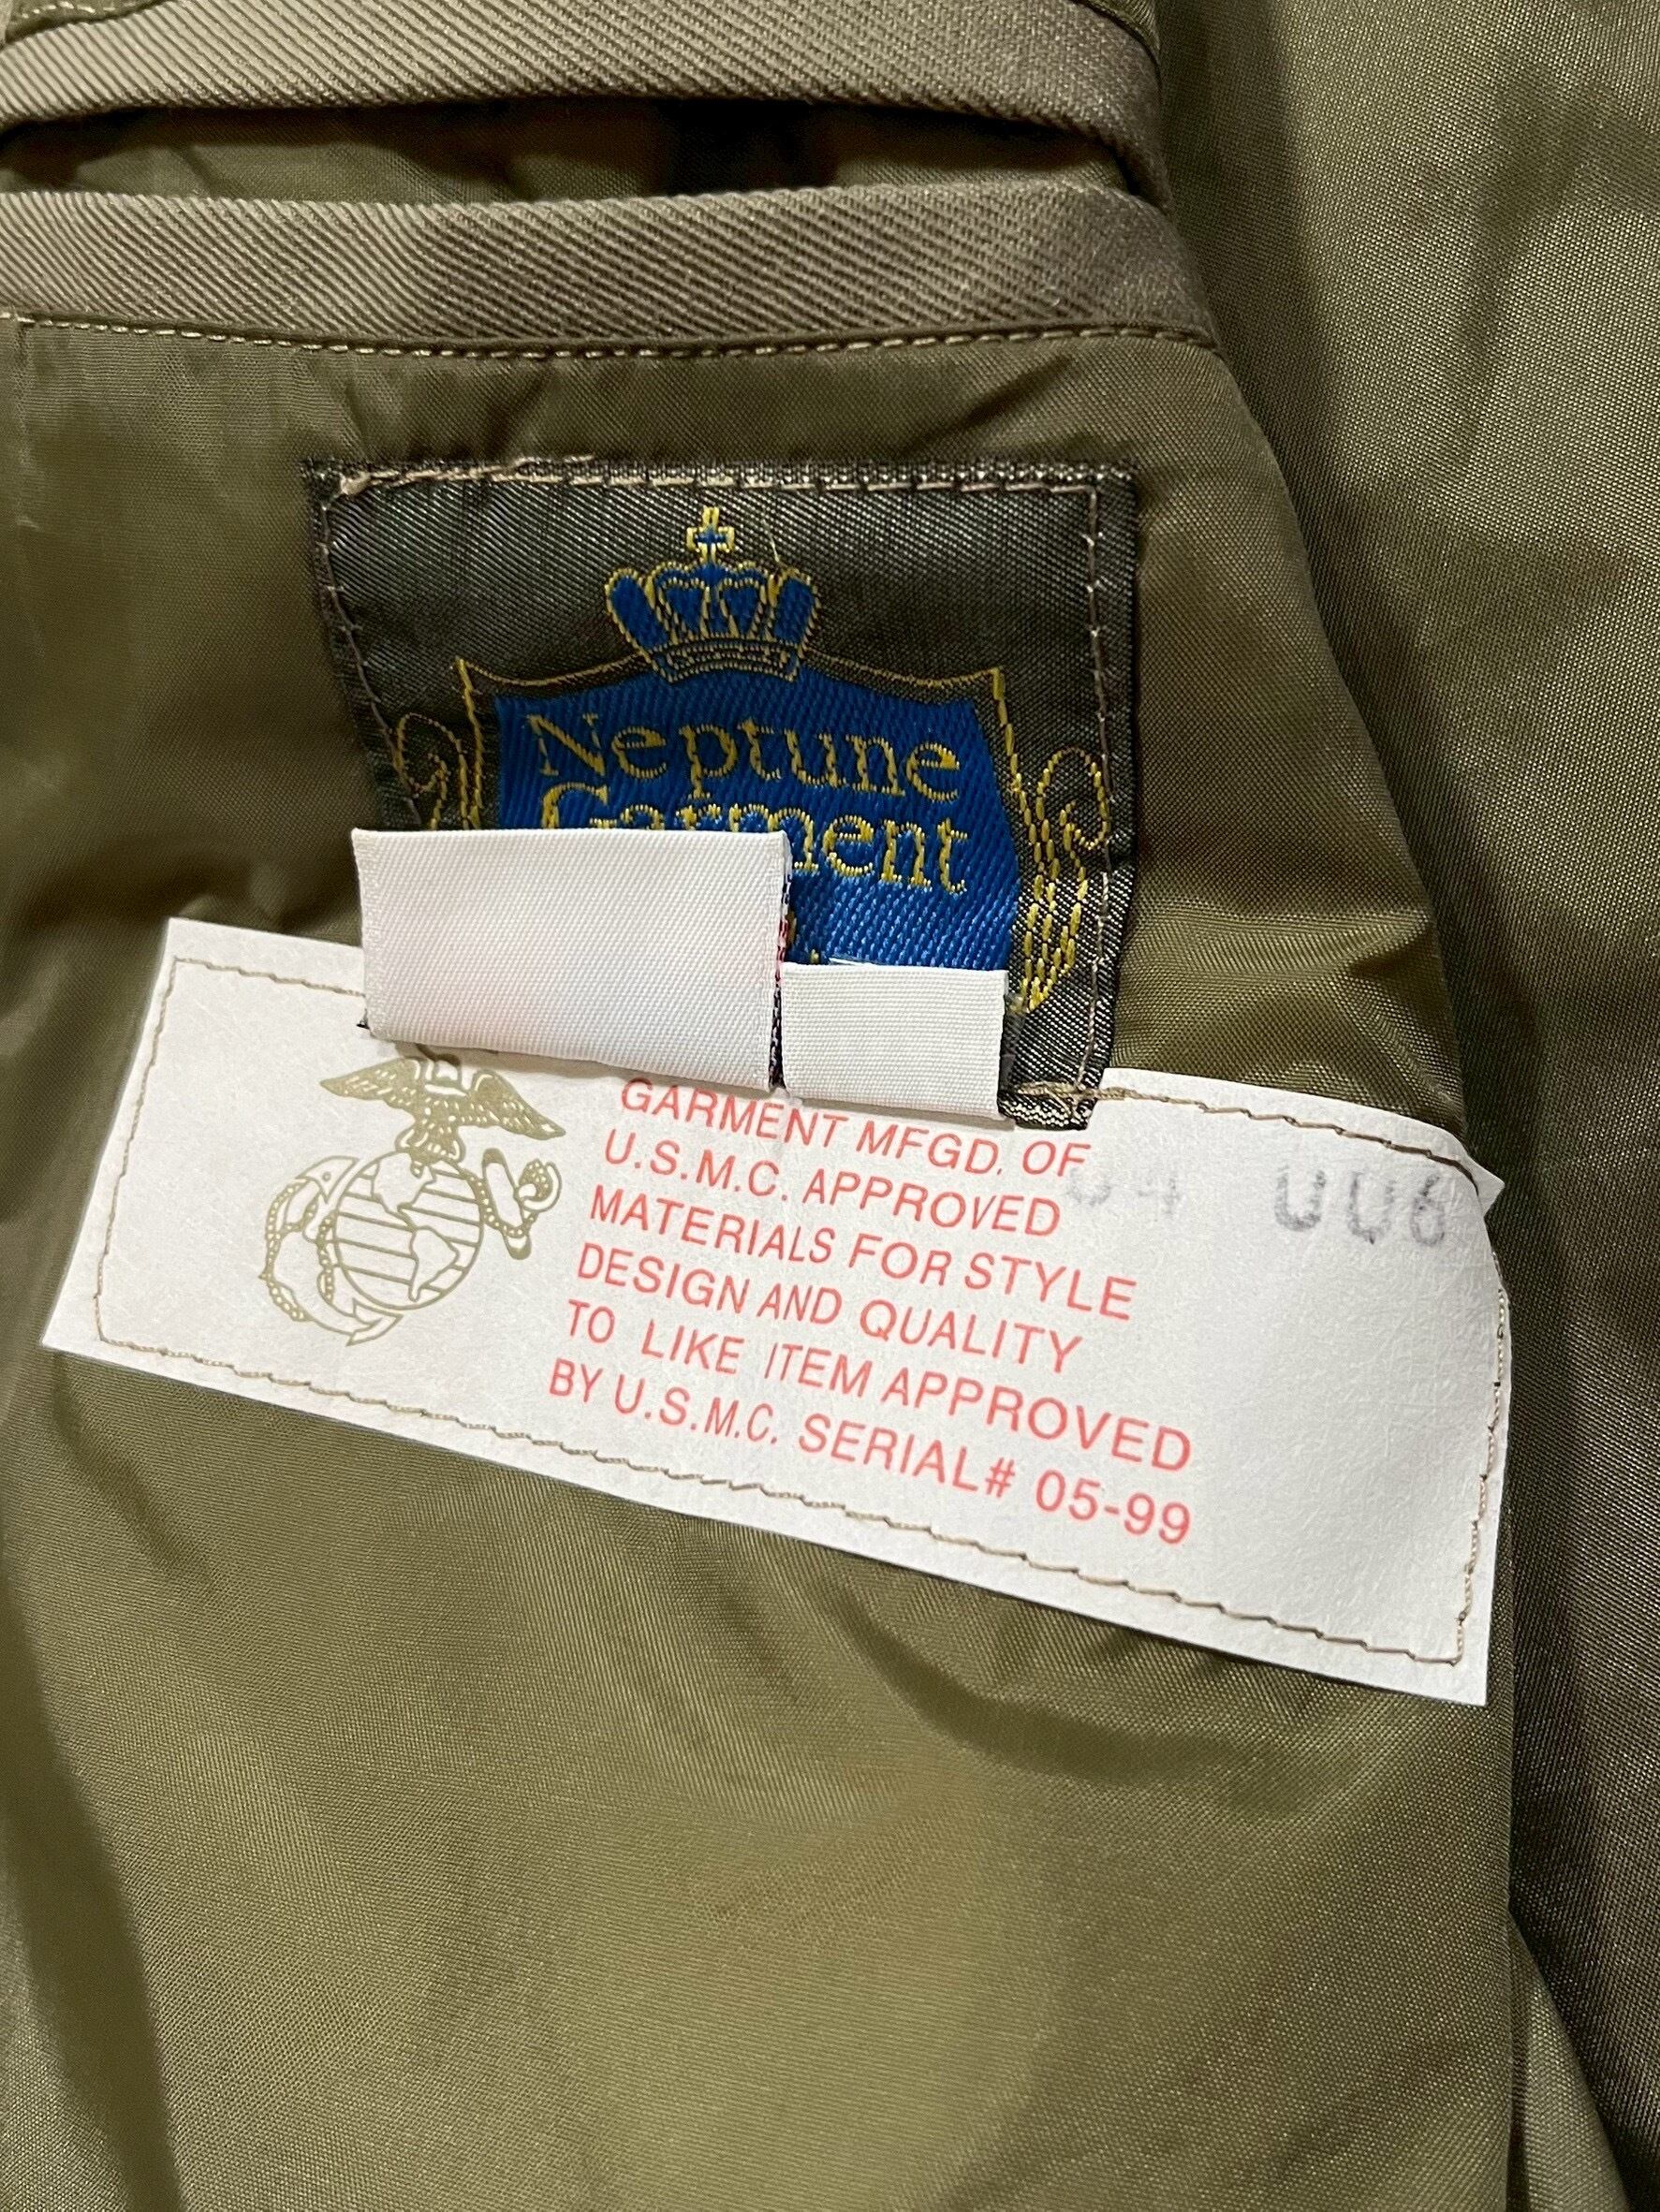 Neptune
Garment
GARMENT MFGD. OF
U.S.M.C. APPROVED
MATERIALS FOR STYLE
DESIGN AND QUALITY
TO LIKE ITEM APPROVED
BY U.S.M.C. SERIAL# 05-99